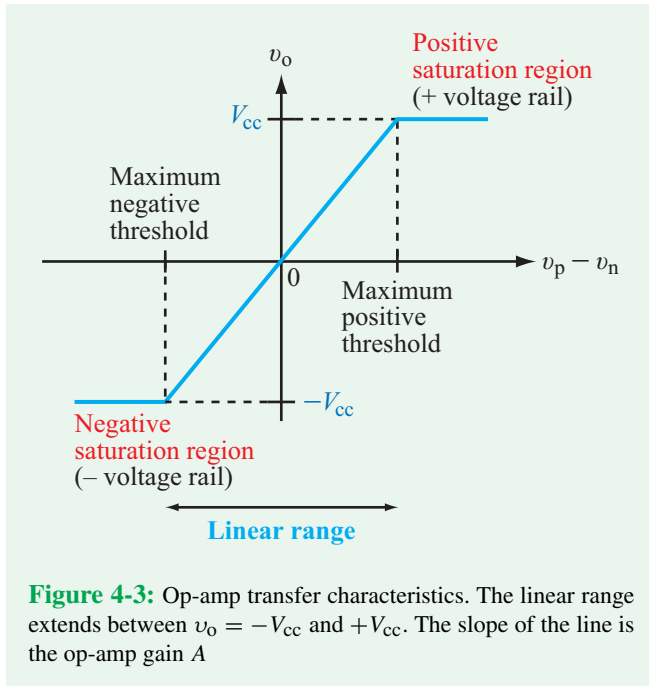 υo
Positive
saturation region
(+ voltage rail)
Vcc
Maximum
negative
threshold
υp − υn
0
Maximum
positive
threshold
−Vcc
Negative
saturation region
(– voltage rail)
Linear range
Figure 4-3: Op-amp transfer characteristics. The linear range
extends between υo = −Vcc and +Vcc. The slope of the line is
the op-amp gain A